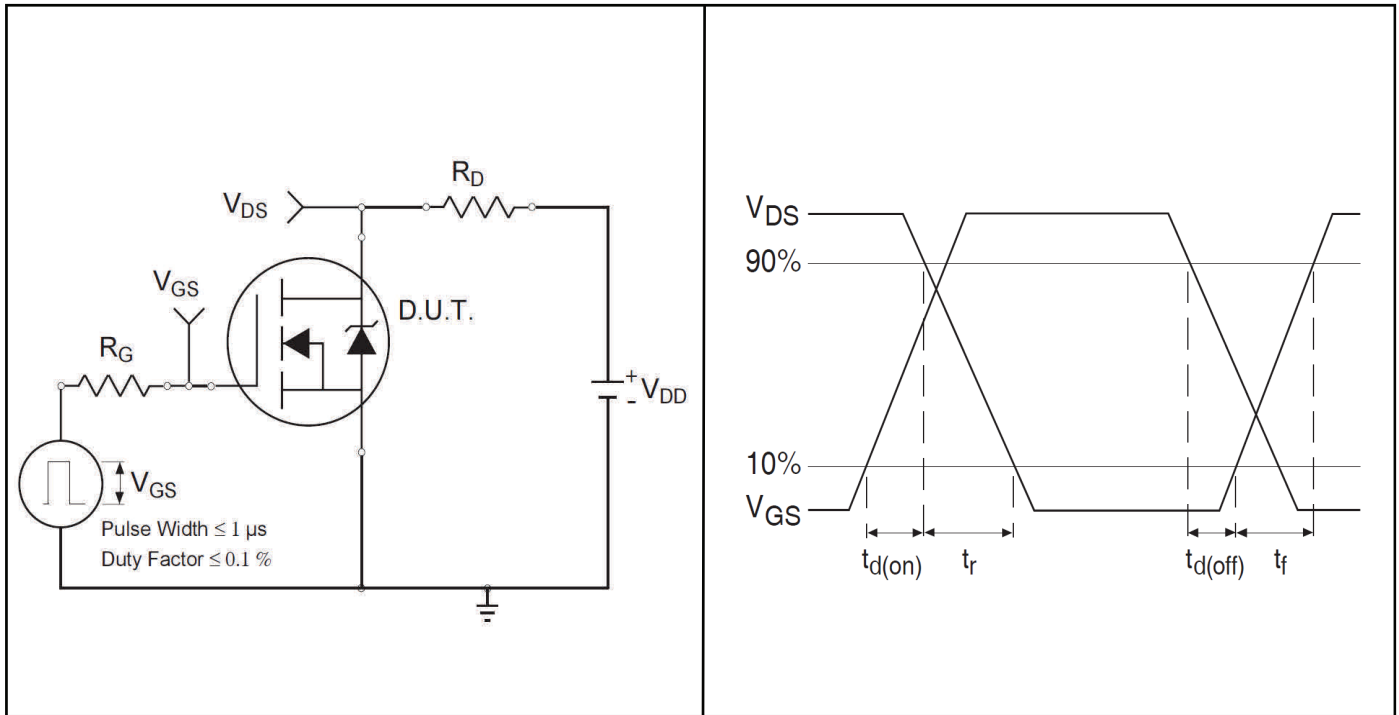 R_D
V_DS
V_GS
D.U.T.
R_G
+
- V_DD
V_GS
Pulse Width ≤ 1 µs
Duty Factor ≤ 0.1 %
V_DS
90%
10%
V_GS
t_d(on) t_r t_d(off) t_f